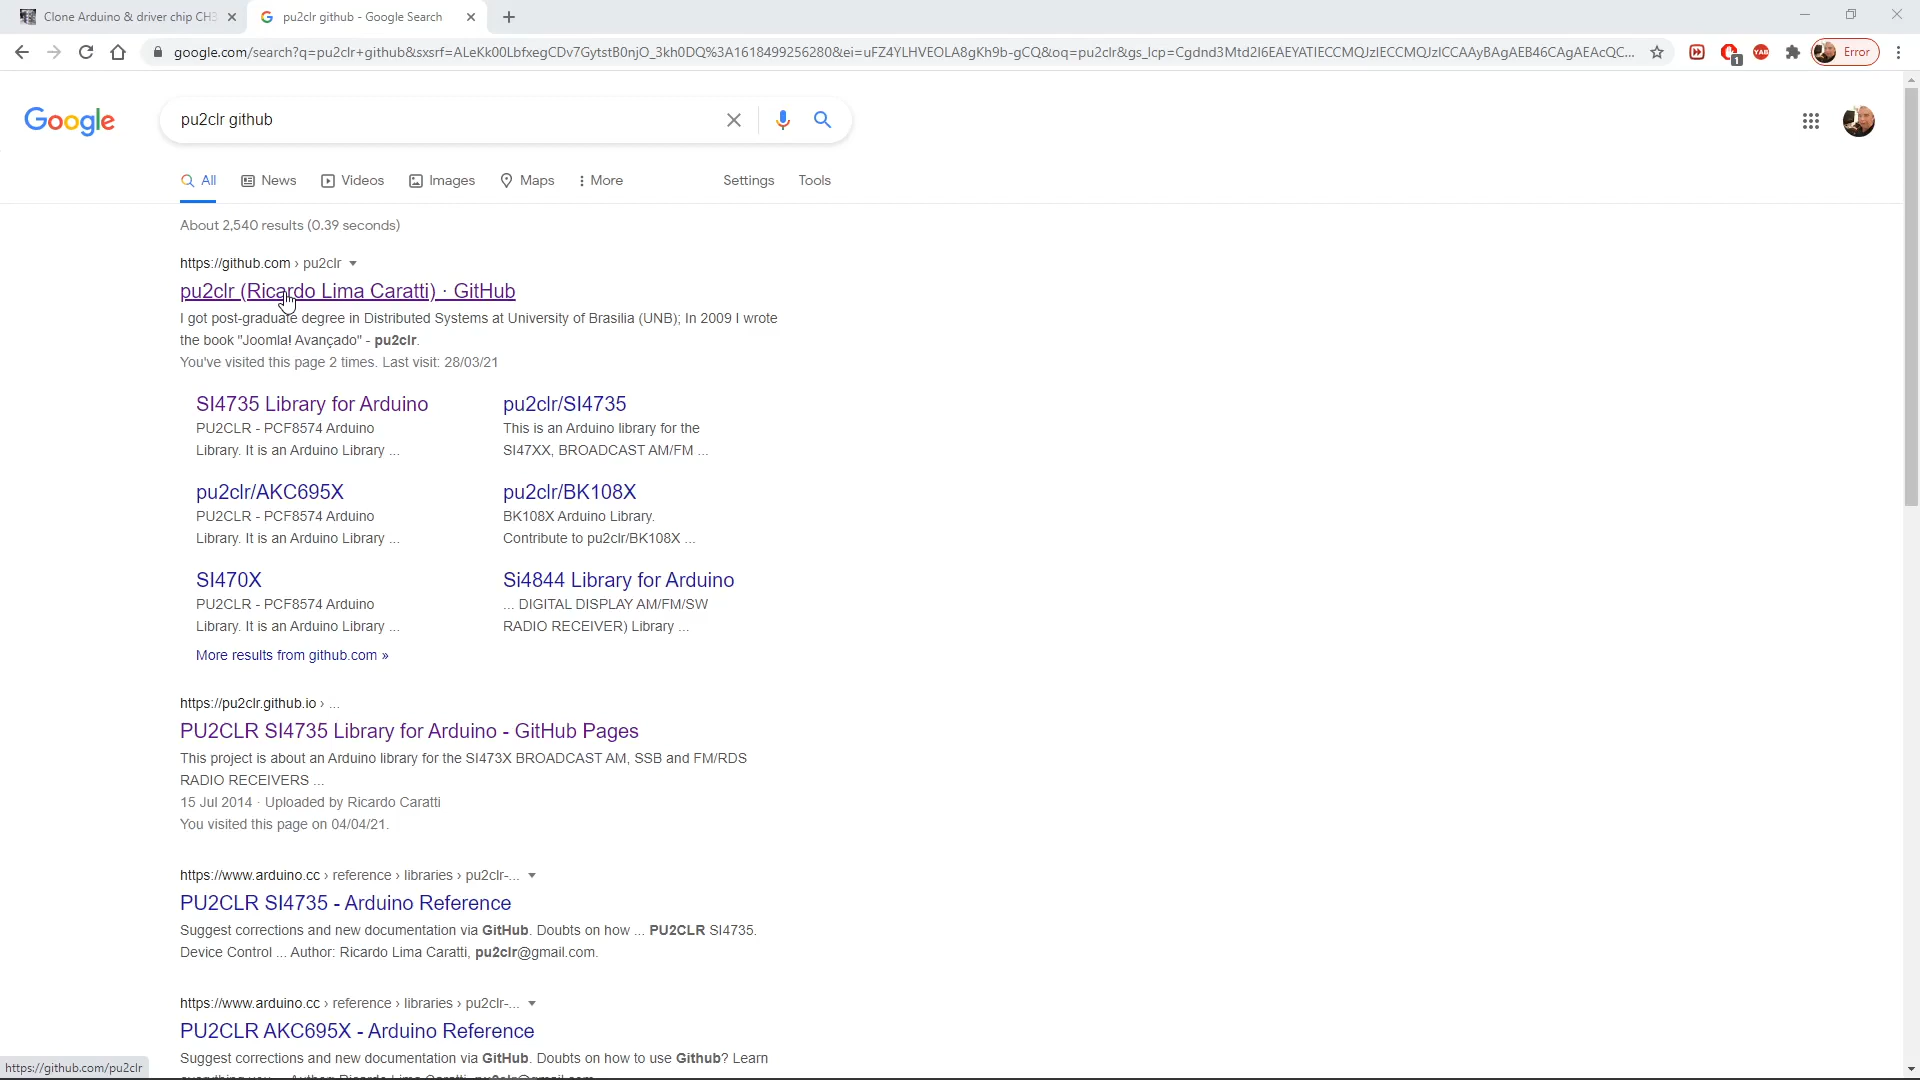 Clone Arduino & driver chip CH3
pu2clr github - Google Search
google.com/search?q=pu2clr+github&sxsrf=ALeKk00LbfxegCDv7GytstB0njO_3kh0DQ%3A1618499256280&ei=uFZ4YLHVEOLA8gKh9b-gCQ&oq=pu2clr&gs_lcp=Cgdnd3Mtd2l6EAEYATIECCMQJzIECCMQJzICCAAyBAgAEB46CAgAEAcQC...
1
YAB
Error
Google
pu2clr github
All
News
Videos
Images
Maps
More
Settings
Tools
About 2,540 results (0.39 seconds)
https://github.com › pu2clr
pu2clr (Ricardo Lima Caratti) · GitHub
I got post-graduate degree in Distributed Systems at University of Brasilia (UNB); In 2009 I wrote
the book "Joomla! Avançado" - pu2clr.
You've visited this page 2 times. Last visit: 28/03/21
SI4735 Library for Arduino
PU2CLR - PCF8574 Arduino
Library. It is an Arduino Library ...
pu2clr/SI4735
This is an Arduino library for the
SI47XX, BROADCAST AM/FM ...
pu2clr/AKC695X
PU2CLR - PCF8574 Arduino
Library. It is an Arduino Library ...
pu2clr/BK108X
BK108X Arduino Library.
Contribute to pu2clr/BK108X ...
SI470X
PU2CLR - PCF8574 Arduino
Library. It is an Arduino Library ...
Si4844 Library for Arduino
... DIGITAL DISPLAY AM/FM/SW
RADIO RECEIVER) Library ...
More results from github.com »
https://pu2clr.github.io › ...
PU2CLR SI4735 Library for Arduino - GitHub Pages
This project is about an Arduino library for the SI473X BROADCAST AM, SSB and FM/RDS
RADIO RECEIVERS ...
15 Jul 2014 · Uploaded by Ricardo Caratti
You visited this page on 04/04/21.
https://www.arduino.cc › reference › libraries › pu2clr-...
PU2CLR SI4735 - Arduino Reference
Suggest corrections and new documentation via GitHub. Doubts on how ... PU2CLR SI4735.
Device Control ... Author: Ricardo Lima Caratti, pu2clr@gmail.com.
https://www.arduino.cc › reference › libraries › pu2clr-...
PU2CLR AKC695X - Arduino Reference
Suggest corrections and new documentation via GitHub. Doubts on how to use Github? Learn
https://github.com/pu2clr